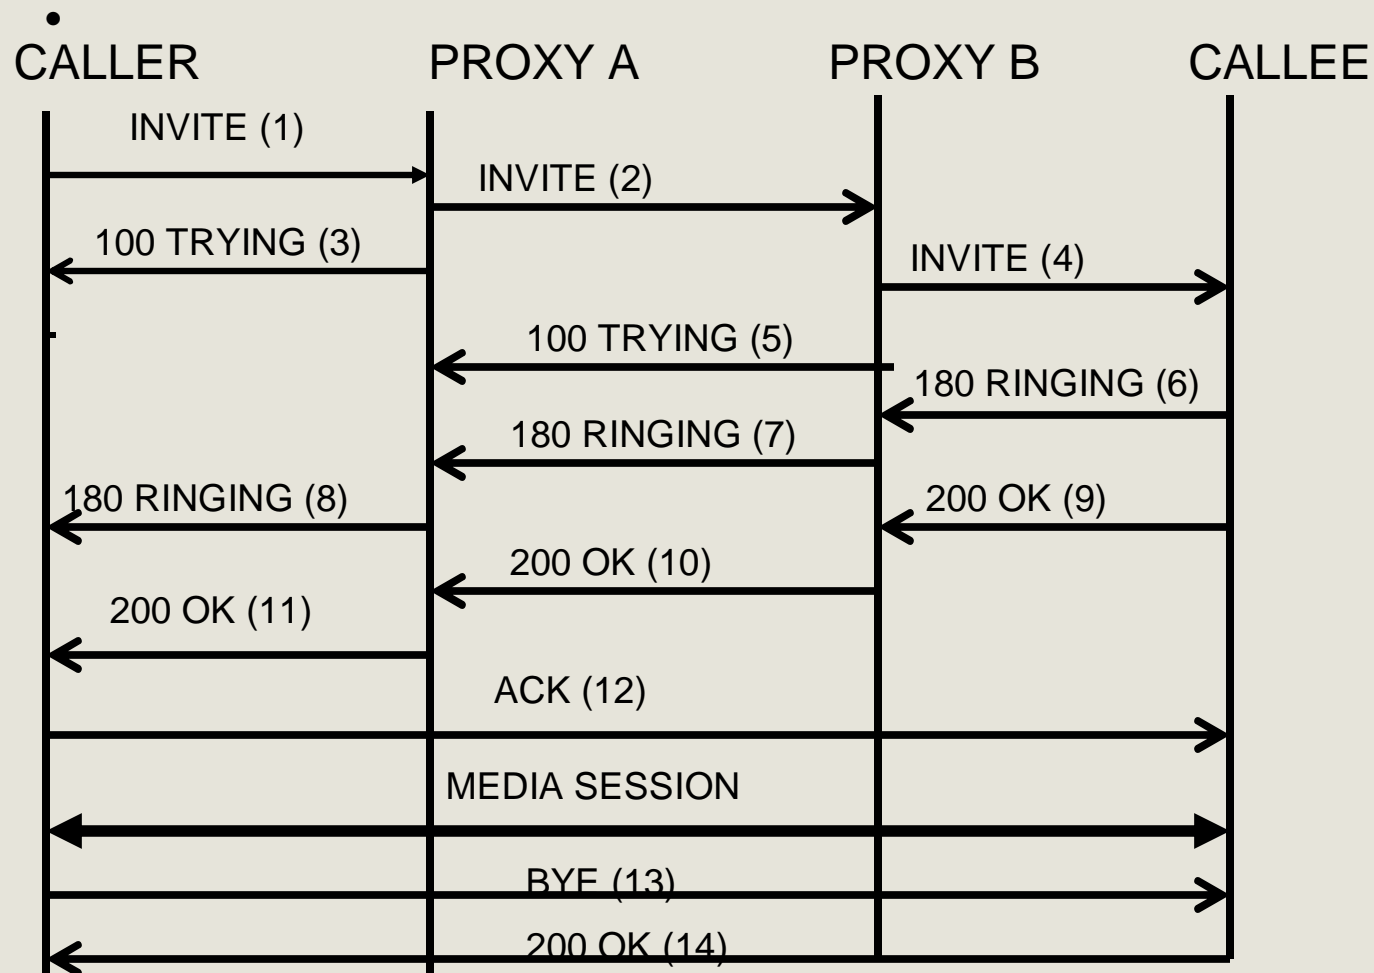 CALLER PROXY A PROXY B CALLEE
INVITE (1)
INVITE (2)
100 TRYING (3)
INVITE (4)
100 TRYING (5)
180 RINGING (6)
180 RINGING (7)
180 RINGING (8)
200 OK (9)
200 OK (10)
200 OK (11)
ACK (12)
MEDIA SESSION
BYE (13)
200 OK (14)